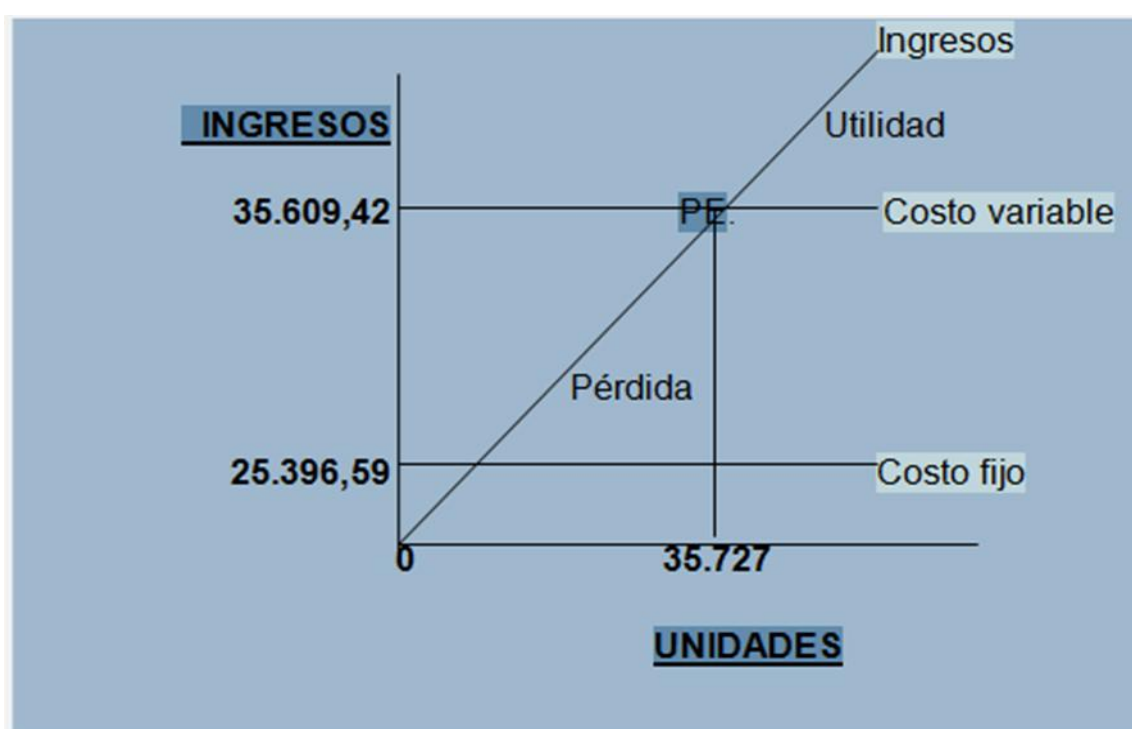 Ingresos
INGRESOS
Utilidad
35.609,42
PE.
Costo variable
Pérdida
25.396,59
Costo fijo
0
35.727
UNIDADES